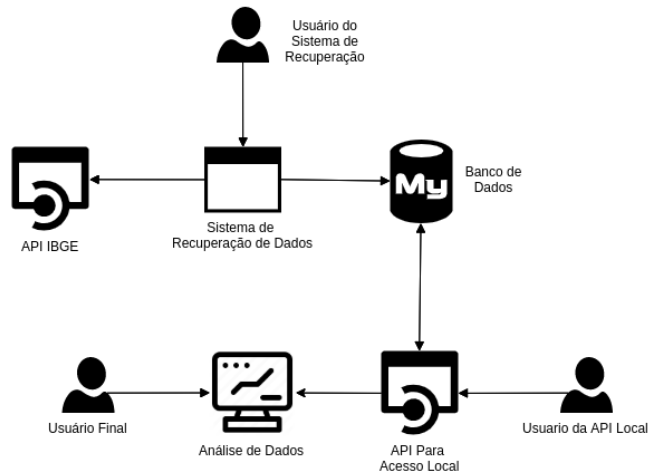 Usuário do
Sistema de
Recuperação
My
Banco de
Dados
API IBGE
Sistema de
Recuperação de Dados
Usuário Final
Análise de Dados
API Para
Acesso Local
Usuario da API Local